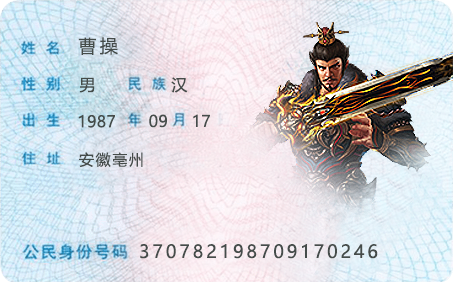 姓名 曹操
性别 男 民族 汉
出生 1987 年 09 月 17
住址 安徽亳州
公民身份号码 370782198709170246